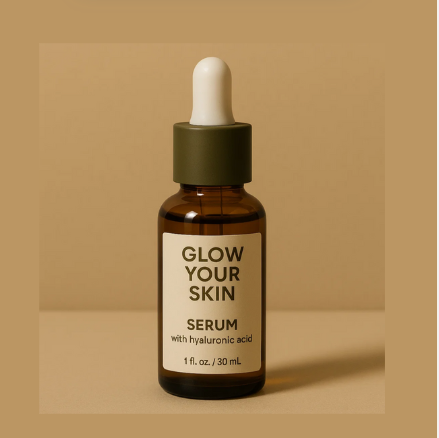 GLOW
YOUR
SKIN
SERUM
with hyaluronic acid
1 fl. oz. / 30 mL